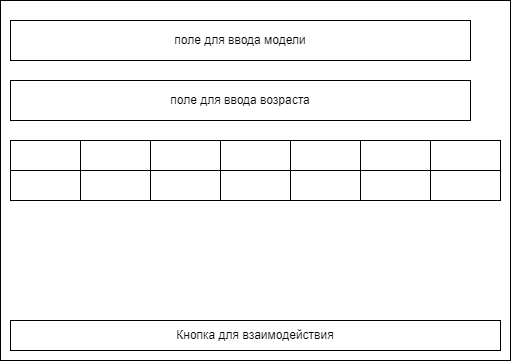 поле для ввода модели
поле для ввода возраста
Кнопка для взаимодействия